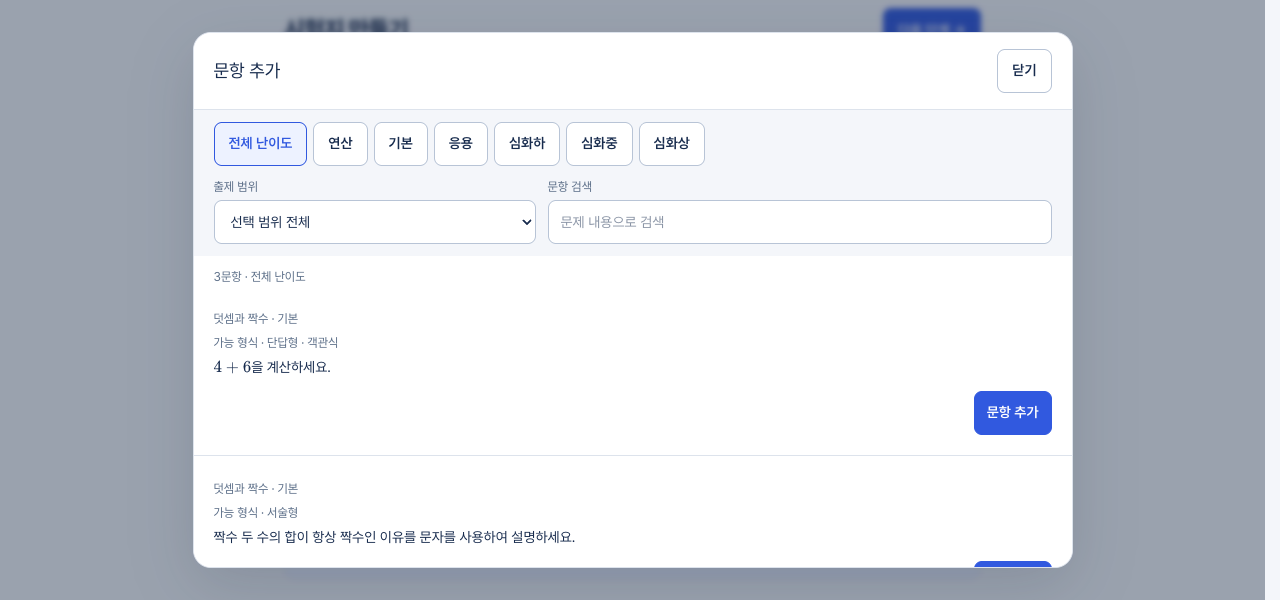 시험지 만들기
문항 추가
닫기
전체 난이도 연산 기본 응용 심화하 심화중 심화상
출제 범위 문항 검색
선택 범위 전체 문제 내용으로 검색
3문항 · 전체 난이도
덧셈과 짝수 · 기본
가능 형식 · 단답형 · 객관식
4 + 6을 계산하세요.
문항 추가
덧셈과 짝수 · 기본
가능 형식 · 서술형
짝수 두 수의 합이 항상 짝수인 이유를 문자를 사용하여 설명하세요.